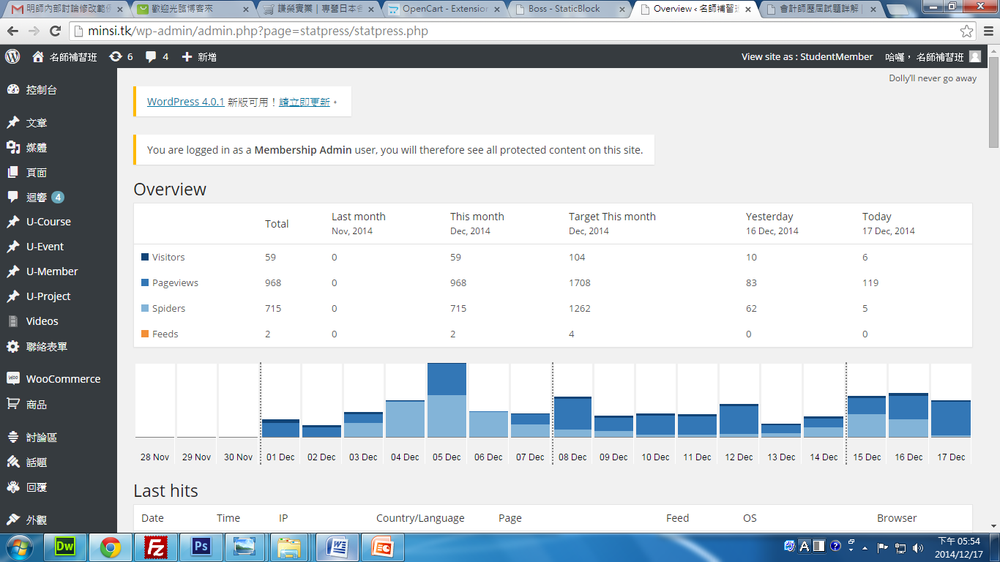 明師內部討論修改範例
歡迎光臨博客來
謙榮實業｜專營日本各
OpenCart - Extension
Boss - StaticBlock
Overview ‹ 名師補習班
會計師歷屆試題詳解 |
minsi.tk/wp-admin/admin.php?page=statpress/statpress.php
名師補習班 6 4 新增 View site as : StudentMember 哈囉， 名師補習班
Dolly'll never go away
控制台
文章
媒體
頁面
迴響 4
U-Course
U-Event
U-Member
U-Project
Videos
聯絡表單
WooCommerce
商品
討論區
話題
回覆
外觀
WordPress 4.0.1 新版可用！請立即更新。
You are logged in as a Membership Admin user, you will therefore see all protected content on this site.
Overview
Total Last month This month Target This month Yesterday Today
Nov, 2014 Dec, 2014 Dec, 2014 16 Dec, 2014 17 Dec, 2014
Visitors 59 0 59 104 10 6
Pageviews 968 0 968 1708 83 119
Spiders 715 0 715 1262 62 5
Feeds 2 0 2 4 0 0
28 Nov 29 Nov 30 Nov 01 Dec 02 Dec 03 Dec 04 Dec 05 Dec 06 Dec 07 Dec 08 Dec 09 Dec 10 Dec 11 Dec 12 Dec 13 Dec 14 Dec 15 Dec 16 Dec 17 Dec
Last hits
Date Time IP Country/Language Page Feed OS Browser
Dw
Fz
Ps
A
下午 05:54
2014/12/17